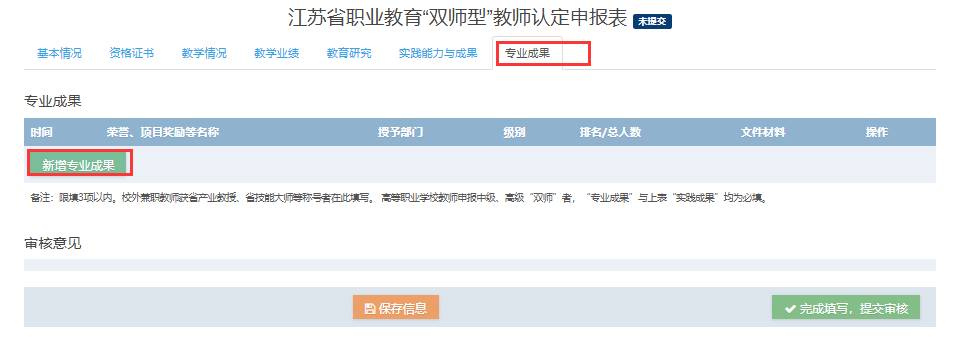 江苏省职业教育“双师型”教师认定申报表 未提交
基本情况 资格证书 教学情况 教学业绩 教育研究 实践能力与成果 专业成果
专业成果
时间 荣誉、项目奖励等名称 授予部门 级别 排名/总人数 文件材料 操作
新增专业成果
备注：限填3项以内。校外兼职教师获省产业教授、省技能大师等称号者在此填写。 高等职业学校教师申报中级、高级“双师”者，“专业成果”与上表“实践成果”均为必填。
审核意见
保存信息 完成填写，提交审核